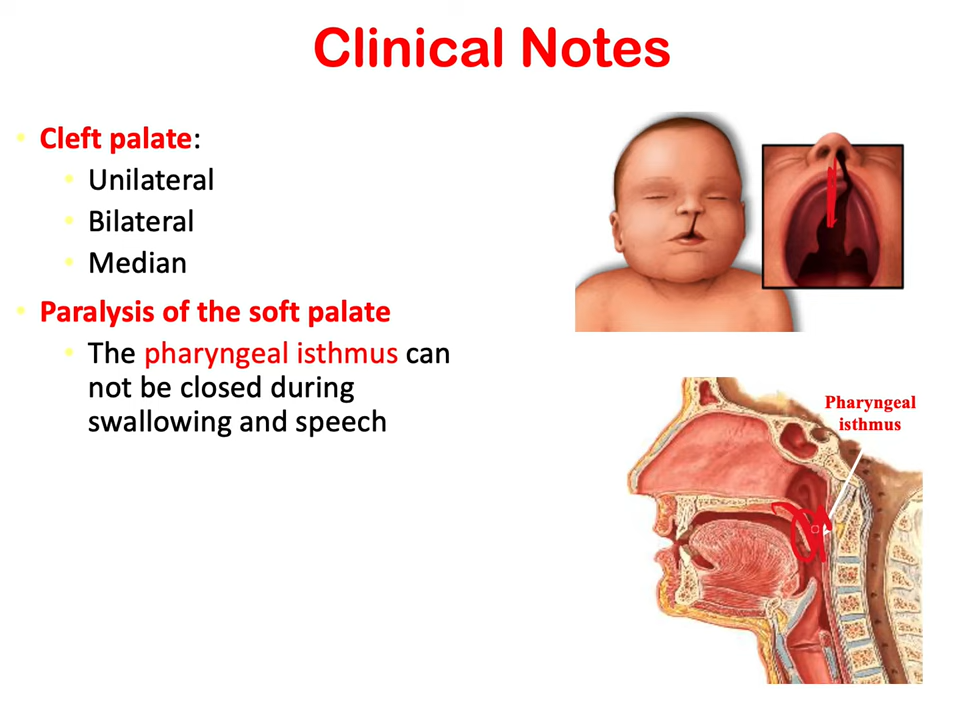 Clinical Notes
• Cleft palate:
• Unilateral
• Bilateral
• Median
• Paralysis of the soft palate
• The pharyngeal isthmus can
not be closed during
swallowing and speech
Pharyngeal
isthmus